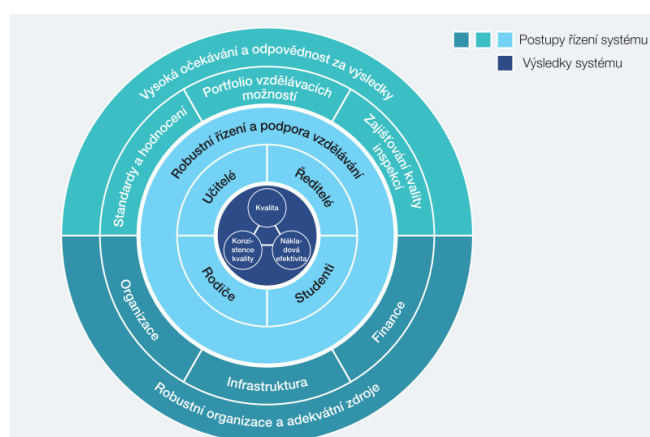 Vysoká očekávání a odpovědnost za výsledky
Postupy řízení systému
Výsledky systému
Portfolio vzdělávacích
možností
Standardy a hodnocení
Zajišťování kvality
inspekcí
Robustní řízení a podpora vzdělávání
Učitelé
Ředitelé
Kvalita
Konzi-
stence
kvality
Nákla-
dová
efektivita
Rodiče
Studenti
Organizace
Infrastruktura
Finance
Robustní organizace a adekvátní zdroje